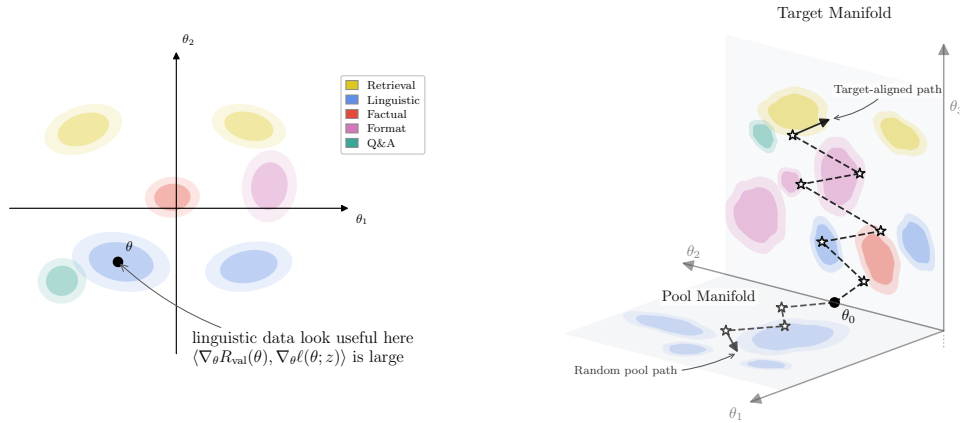 θ₂
Retrieval
Linguistic
Factual
Format
Q&A
θ₁
θ
linguistic data look useful here
⟨∇θRval(θ), ∇θℓ(θ; z)⟩ is large
Target Manifold
Target-aligned path
θ₃
θ₂
Pool Manifold
θ₀
Random pool path
θ₁